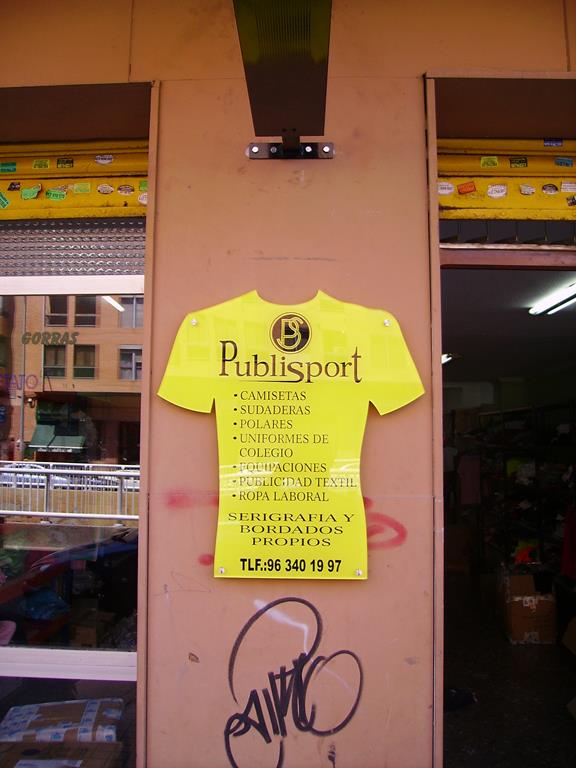 GORRAS
PS
Publisport
• CAMISETAS
• SUDADERAS
• POLARES
• UNIFORMES DE
COLEGIO
• EQUIPACIONES
• PUBLICIDAD TEXTIL
• ROPA LABORAL
SERIGRAFIA Y
BORDADOS
PROPIOS
TLF.:96 340 19 97